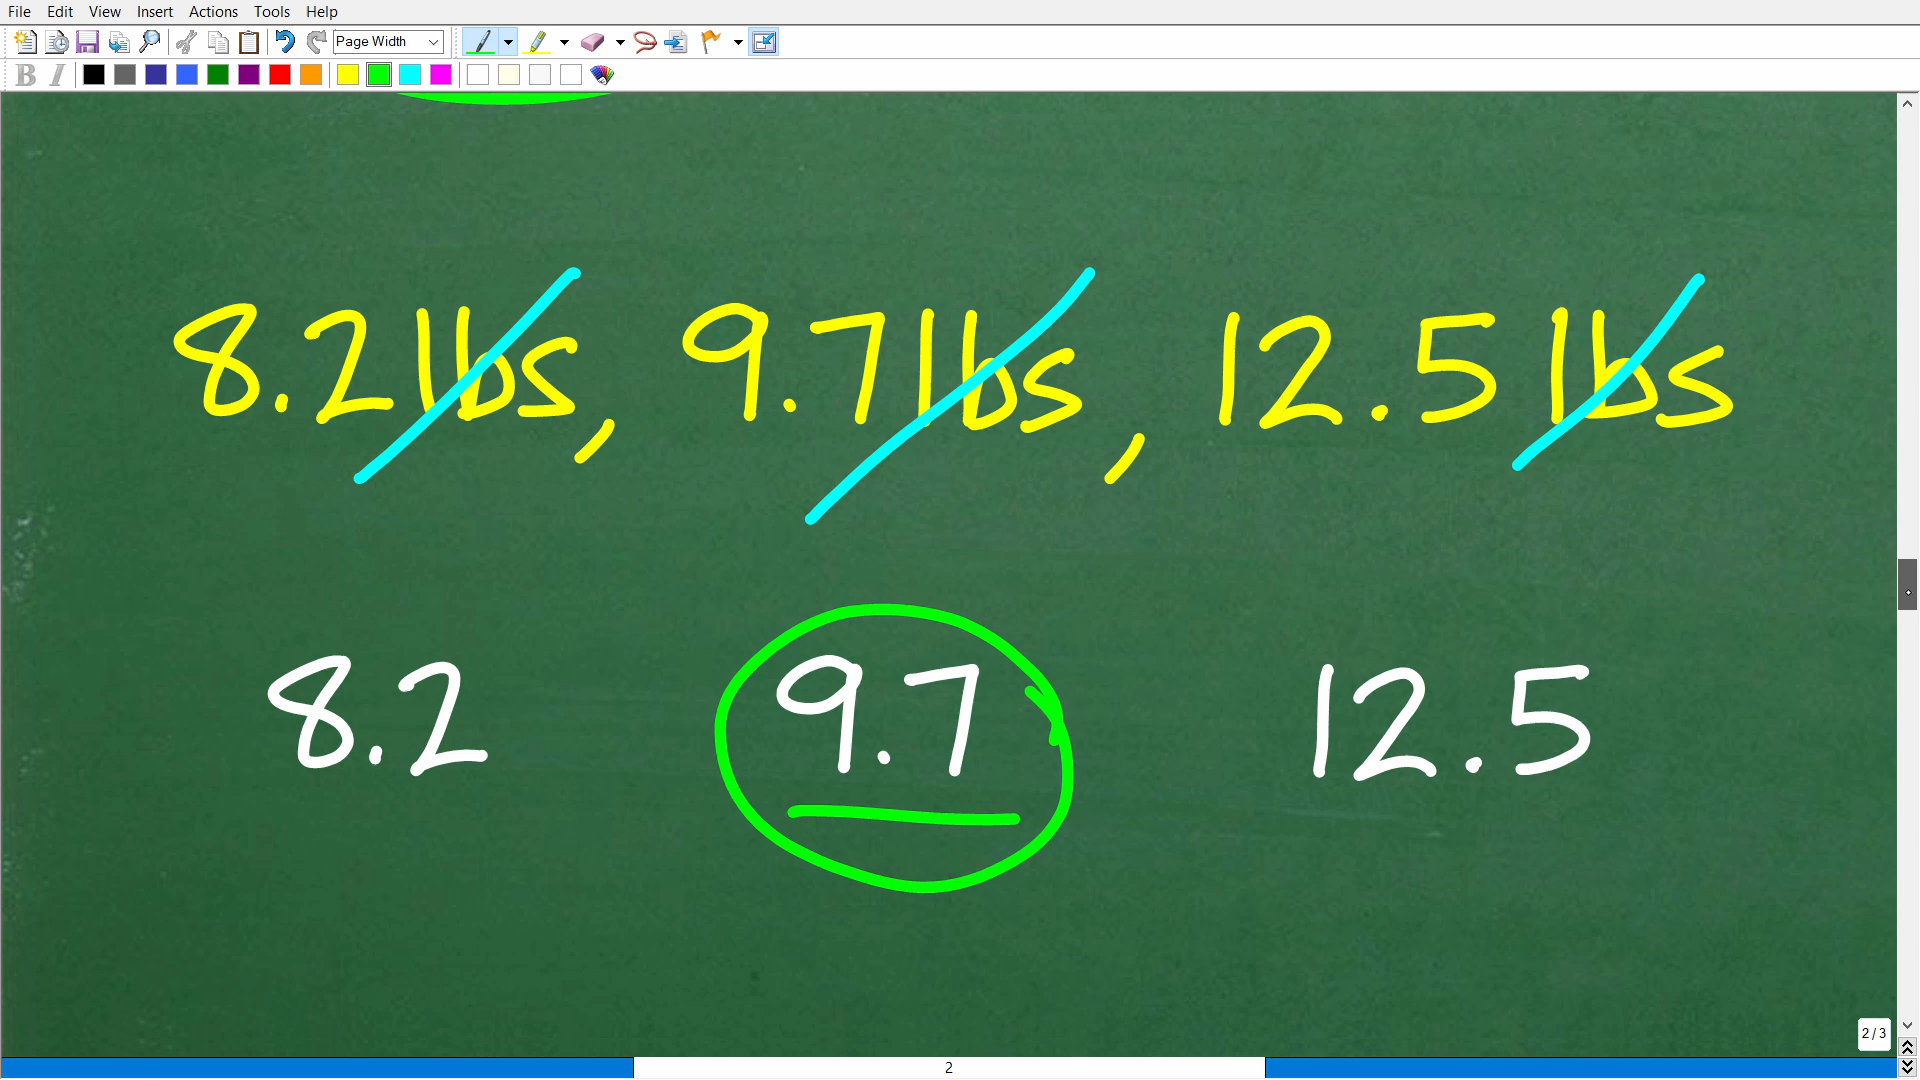 File Edit View Insert Actions Tools Help
Page Width
B I
8.2 lbs, 9.7 lbs, 12.5 lbs
8.2 9.7 12.5
2 / 3
2